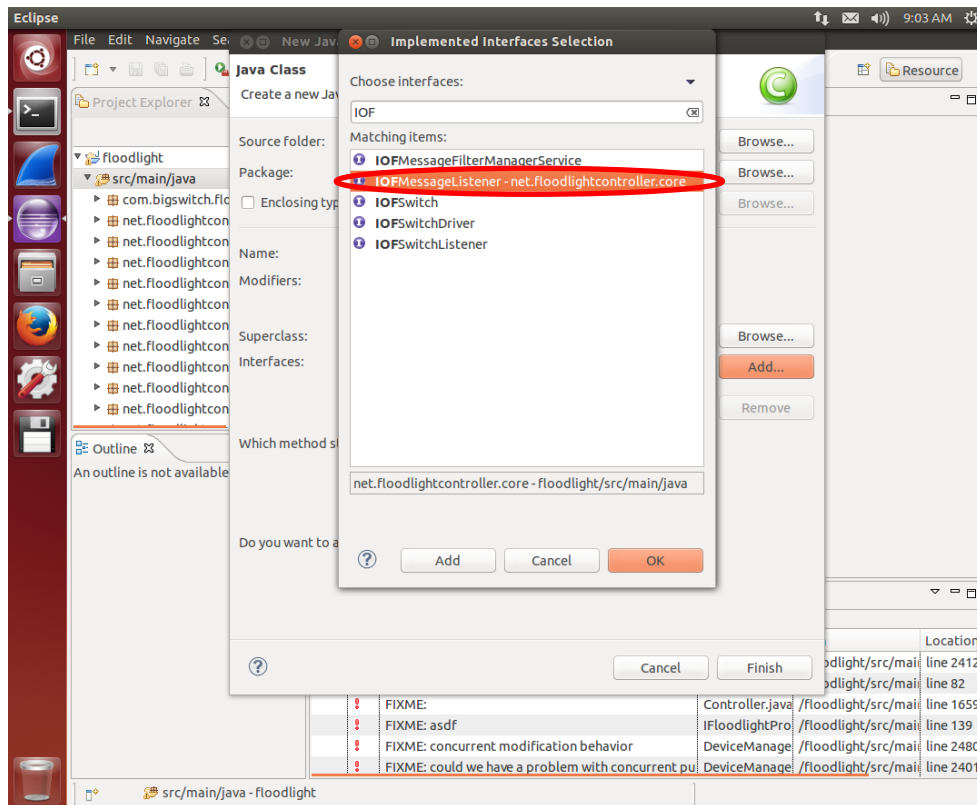 Eclipse
9:03 AM
File Edit Navigate Se
New Jav
Implemented Interfaces Selection
Java Class
Create a new Jav
Choose interfaces:
Resource
Project Explorer
IOF
Source folder:
Matching items:
Browse...
floodlight
IOFMessageFilterManagerService
src/main/java
Package:
IOFMessageListener - net.floodlightcontroller.core
Browse...
com.bigswitch.flo
Enclosing typ
IOFSwitch
Browse...
net.floodlightcon
IOFSwitchDriver
net.floodlightcon
Name:
IOFSwitchListener
net.floodlightcon
Modifiers:
net.floodlightcon
net.floodlightcon
Superclass:
Browse...
net.floodlightcon
Interfaces:
Add...
net.floodlightcon
net.floodlightcon
net.floodlightcon
Remove
Outline
Which method s
An outline is not available
net.floodlightcontroller.core - floodlight/src/main/java
Do you want to a
Add
Cancel
OK
Location
Cancel
Finish
odlight/src/mai
line 2412
odlight/src/mai
line 82
FIXME:
Controller.java
/floodlight/src/mai
line 1659
FIXME: asdf
IFloodlightPro
/floodlight/src/mai
line 139
FIXME: concurrent modification behavior
DeviceManage
/floodlight/src/mai
line 2480
FIXME: could we have a problem with concurrent pu
DeviceManage
/floodlight/src/mai
line 2401
src/main/java - floodlight